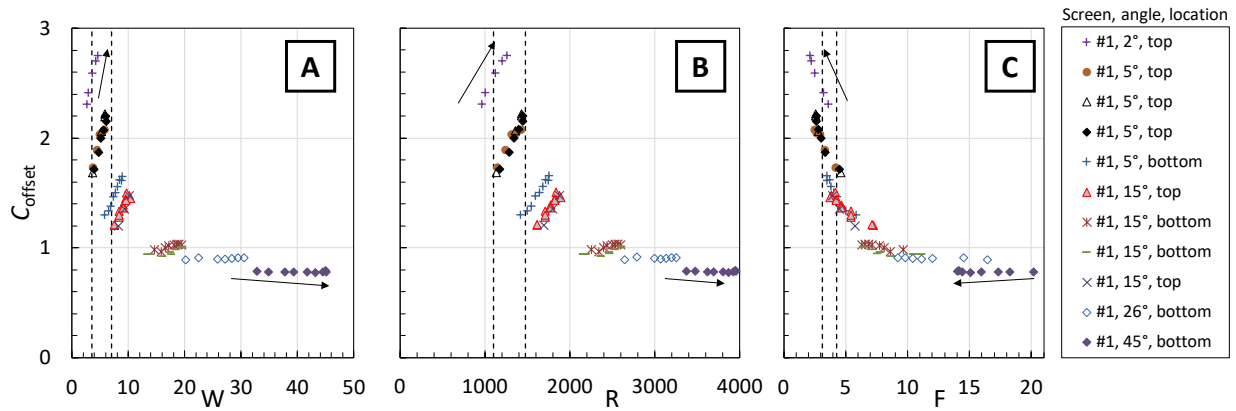 Screen, angle, location
3
2
1
0
C offset
A
0 10 20 30 40 50
W
B
0 1000 2000 3000 4000
R
C
0 5 10 15 20
F
#1, 2°, top
#1, 5°, top
#1, 5°, top
#1, 5°, top
#1, 5°, bottom
#1, 15°, top
#1, 15°, bottom
#1, 15°, bottom
#1, 15°, top
#1, 26°, bottom
#1, 45°, bottom